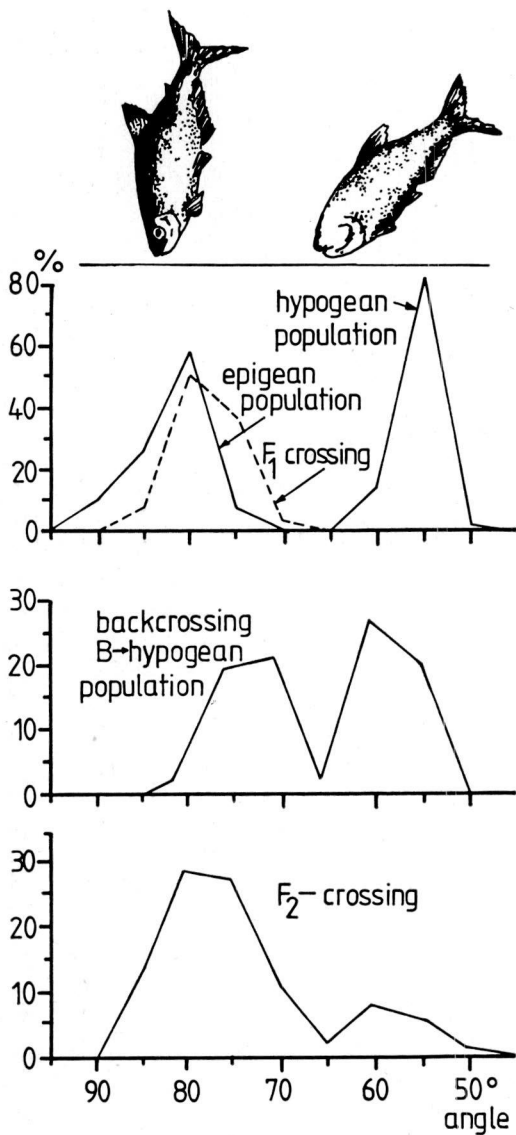 %
80
60
40
20
0
hypogean
population
epigean
population
F1 crossing
30
20
10
0
backcrossing
B→hypogean
population
30
20
10
0
F2– crossing
90 80 70 60 50°
angle